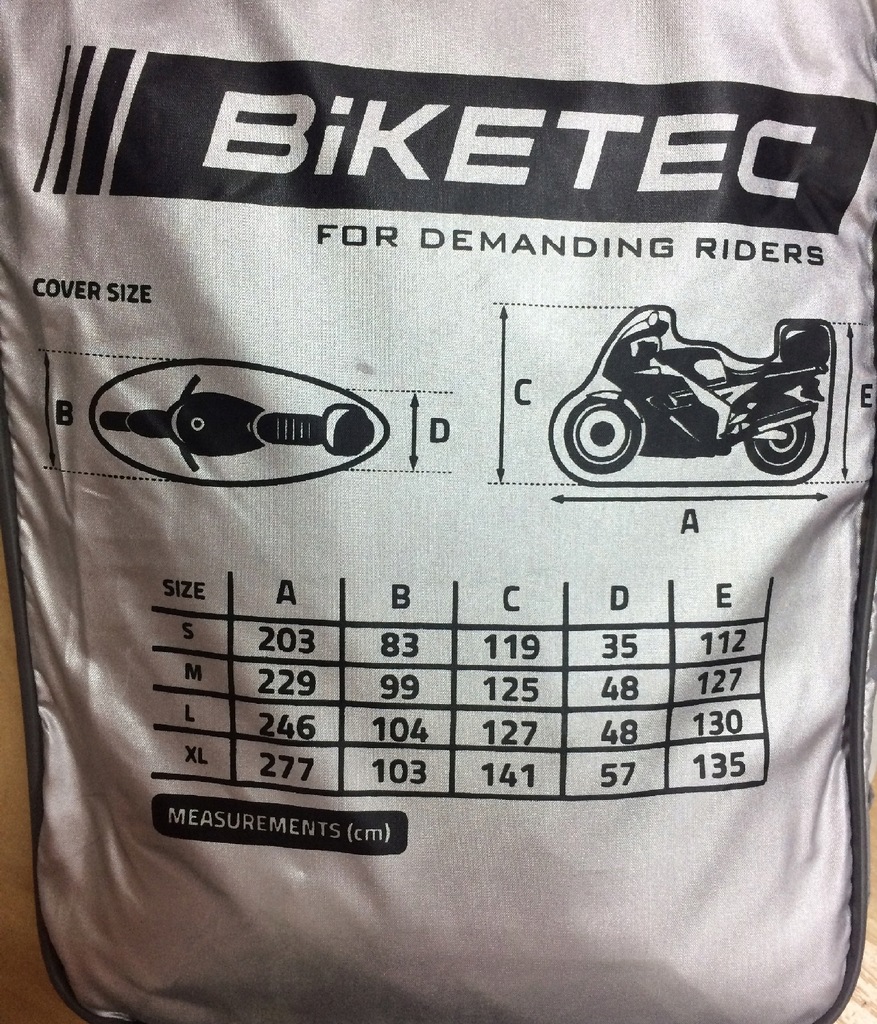 BiKETEC
FOR DEMANDING RIDERS
COVER SIZE
B
D
C
E
A
SIZE A B C D E
S 203 83 119 35 112
M 229 99 125 48 127
L 246 104 127 48 130
XL 277 103 141 57 135
MEASUREMENTS (cm)